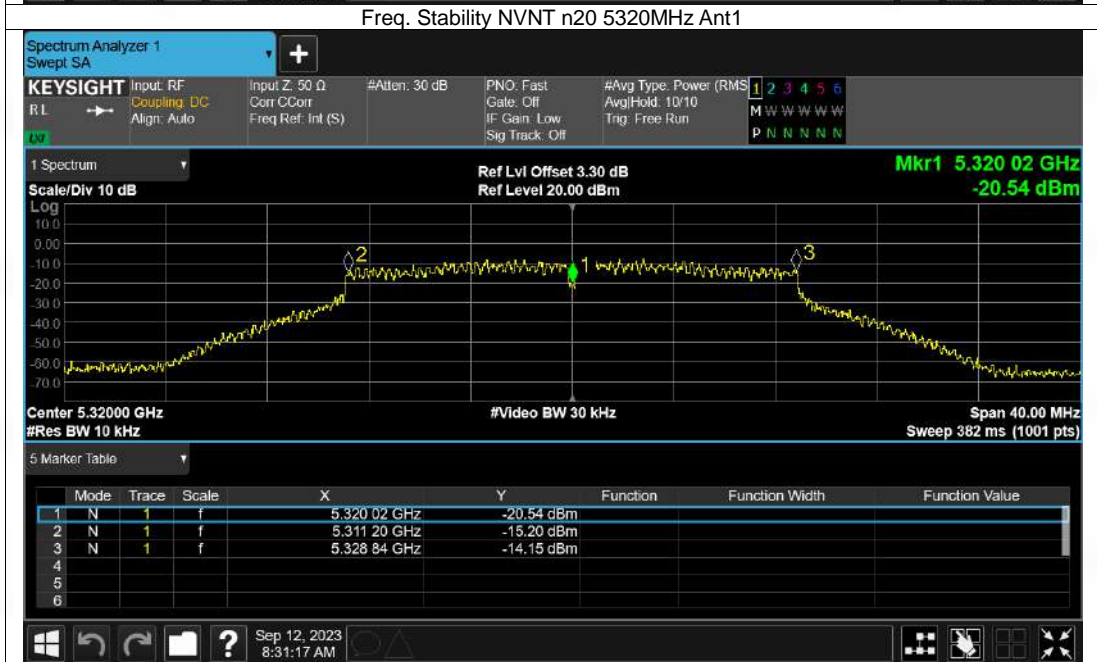 Freq. Stability NVNT n20 5320MHz Ant1
Spectrum Analyzer 1
Swept SA
+
KEYSIGHT
RL
LXI
Input: RF
Coupling: DC
Align: Auto
Input Z: 50 Ω
Corr CCorr
Freq Ref: Int (S)
#Atten: 30 dB
PNO: Fast
Gate: Off
IF Gain: Low
Sig Track: Off
#Avg Type: Power (RMS
Avg|Hold: 10/10
Trig: Free Run
1 2 3 4 5 6
M W W W W W
P N N N N N
1 Spectrum
Scale/Div 10 dB
Ref Lvl Offset 3.30 dB
Ref Level 20.00 dBm
Mkr1 5.320 02 GHz
-20.54 dBm
Log
10.0
0.00
-10.0
-20.0
-30.0
-40.0
-50.0
-60.0
-70.0
2
1
3
Center 5.32000 GHz
#Res BW 10 kHz
#Video BW 30 kHz
Span 40.00 MHz
Sweep 382 ms (1001 pts)
5 Marker Table
Mode Trace Scale X Y Function Function Width Function Value
1 N 1 f 5.320 02 GHz -20.54 dBm
2 N 1 f 5.311 20 GHz -15.20 dBm
3 N 1 f 5.328 84 GHz -14.15 dBm
4
5
6
?
Sep 12, 2023
8:31:17 AM